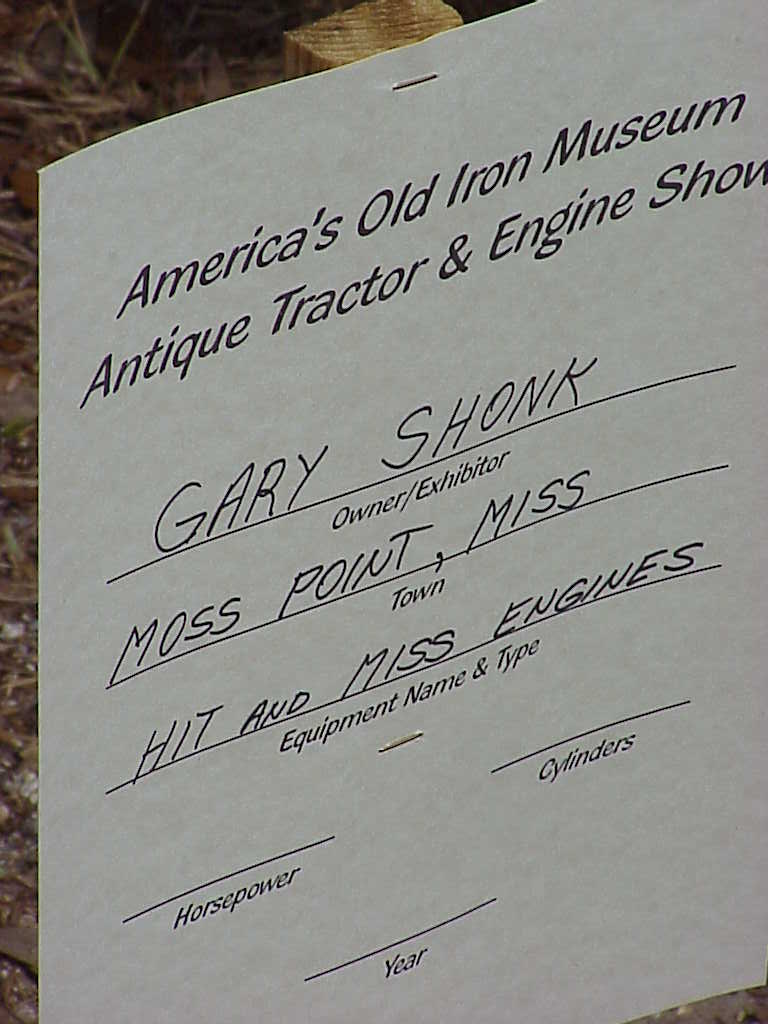 America's Old Iron Museum
Antique Tractor & Engine Show
GARY SHONK
Owner/Exhibitor
MOSS POINT, MISS
Town
HIT AND MISS ENGINES
Equipment Name & Type
Cylinders
Horsepower
Year